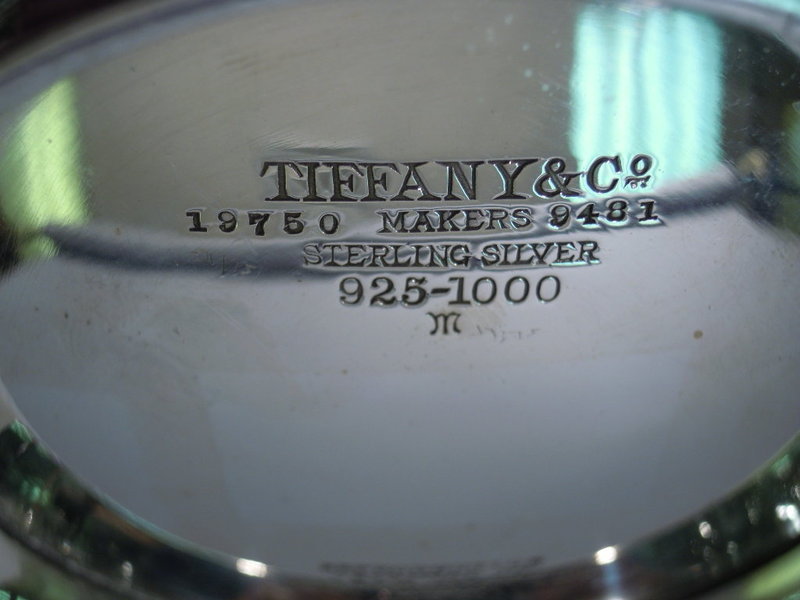 TIFFANY & Co
19750 MAKERS 9481
STERLING-SILVER
925-1000
m